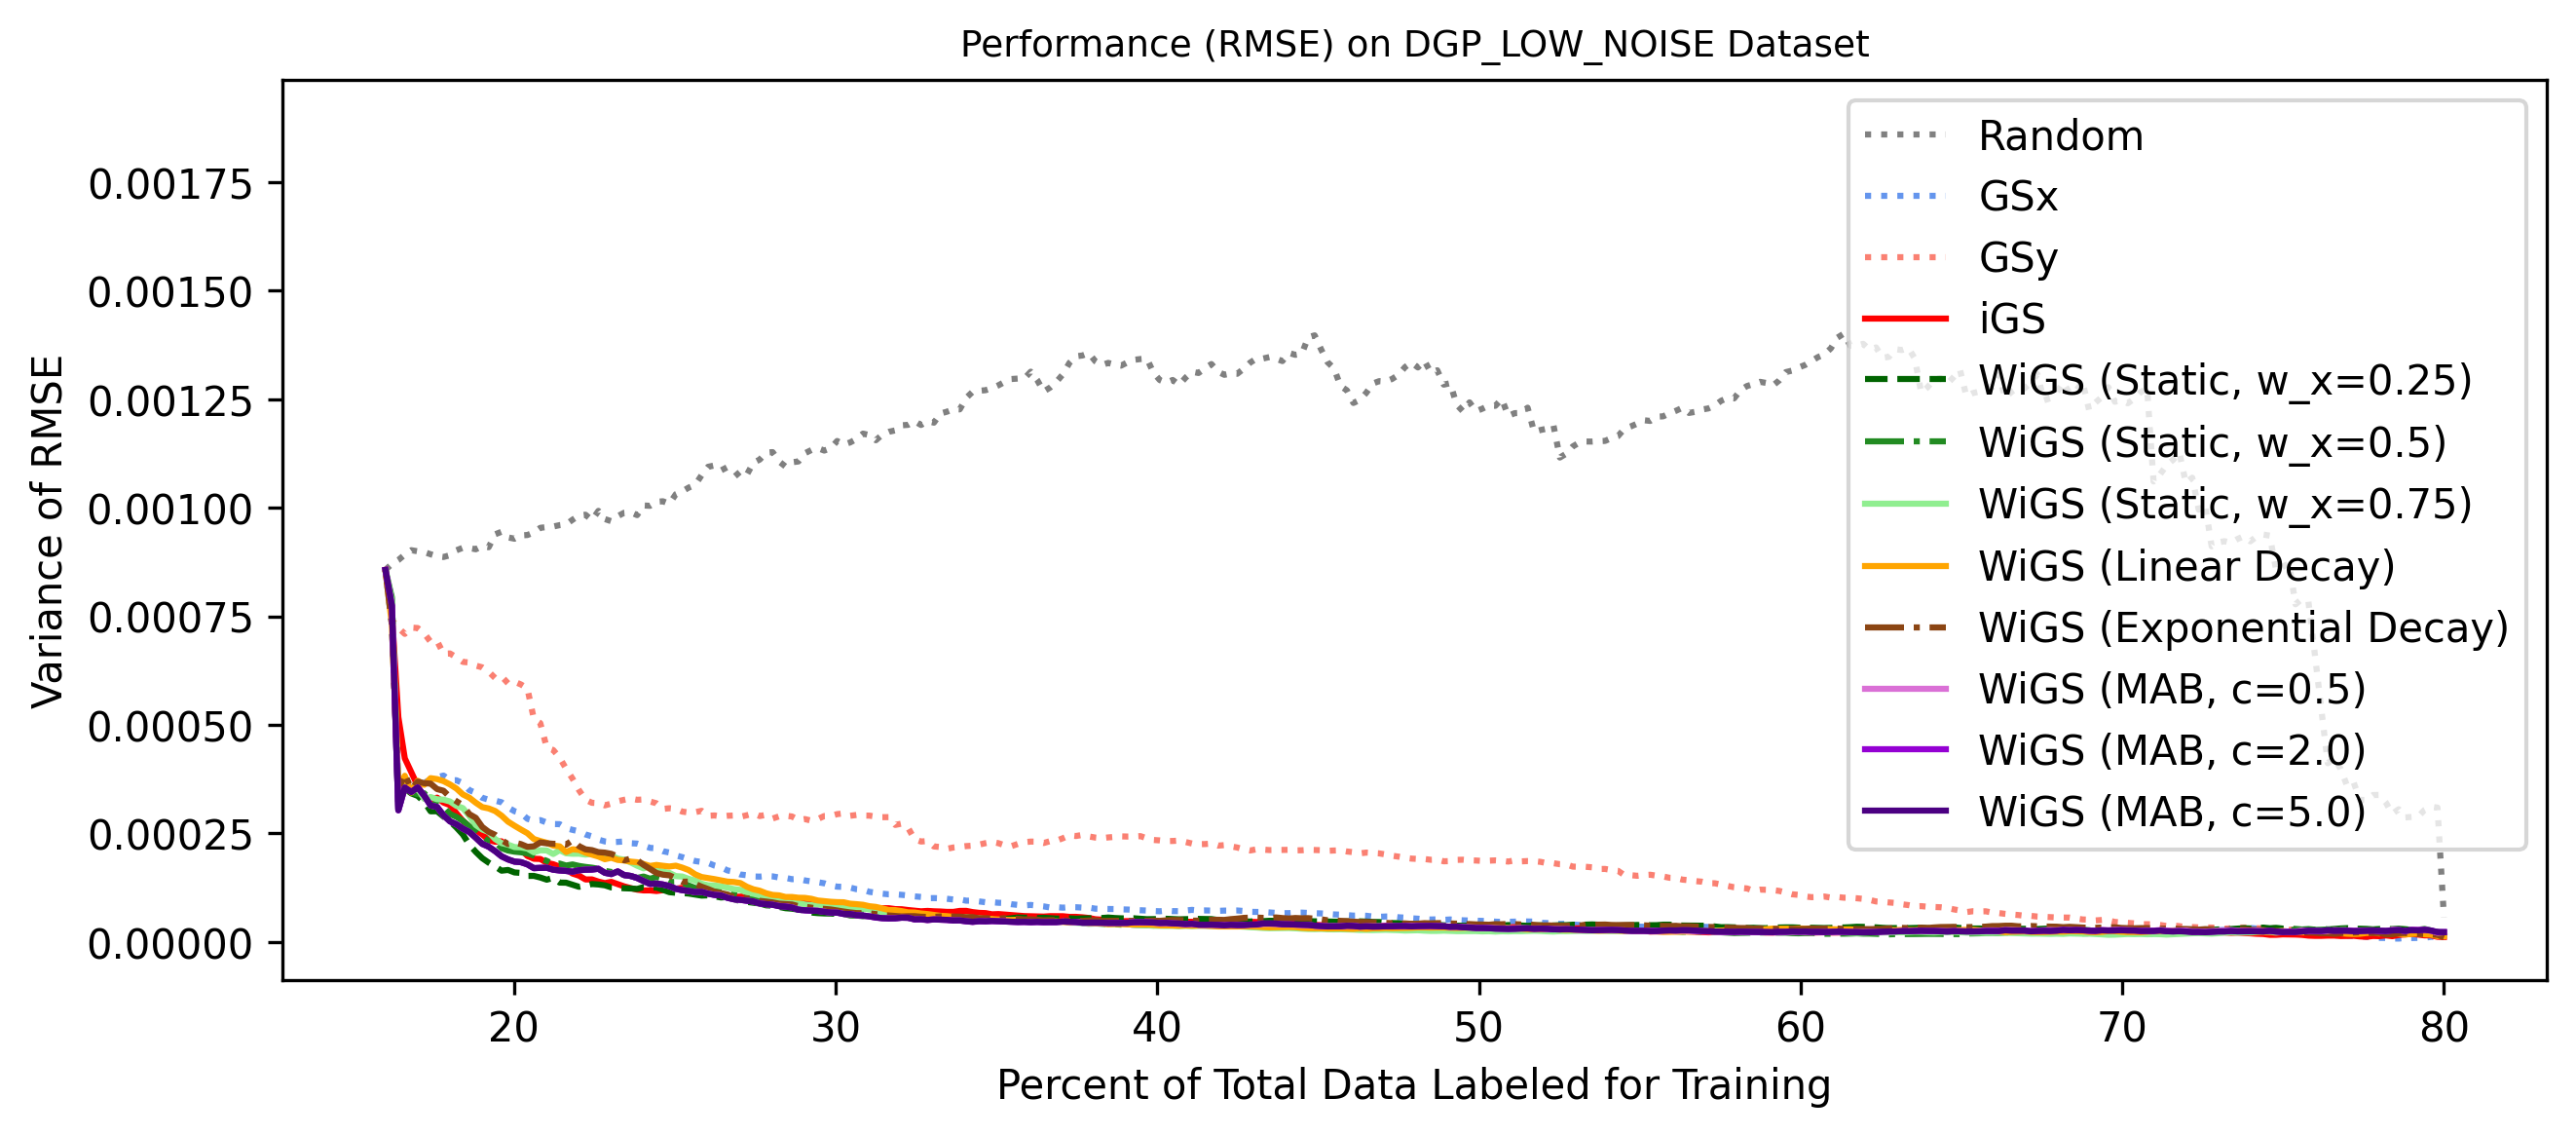 Performance (RMSE) on DGP_LOW_NOISE Dataset
Variance of RMSE
0.00175
0.00150
0.00125
0.00100
0.00075
0.00050
0.00025
0.00000
Random
GSx
GSy
iGS
WiGS (Static, w_x=0.25)
WiGS (Static, w_x=0.5)
WiGS (Static, w_x=0.75)
WiGS (Linear Decay)
WiGS (Exponential Decay)
WiGS (MAB, c=0.5)
WiGS (MAB, c=2.0)
WiGS (MAB, c=5.0)
20 30 40 50 60 70 80
Percent of Total Data Labeled for Training